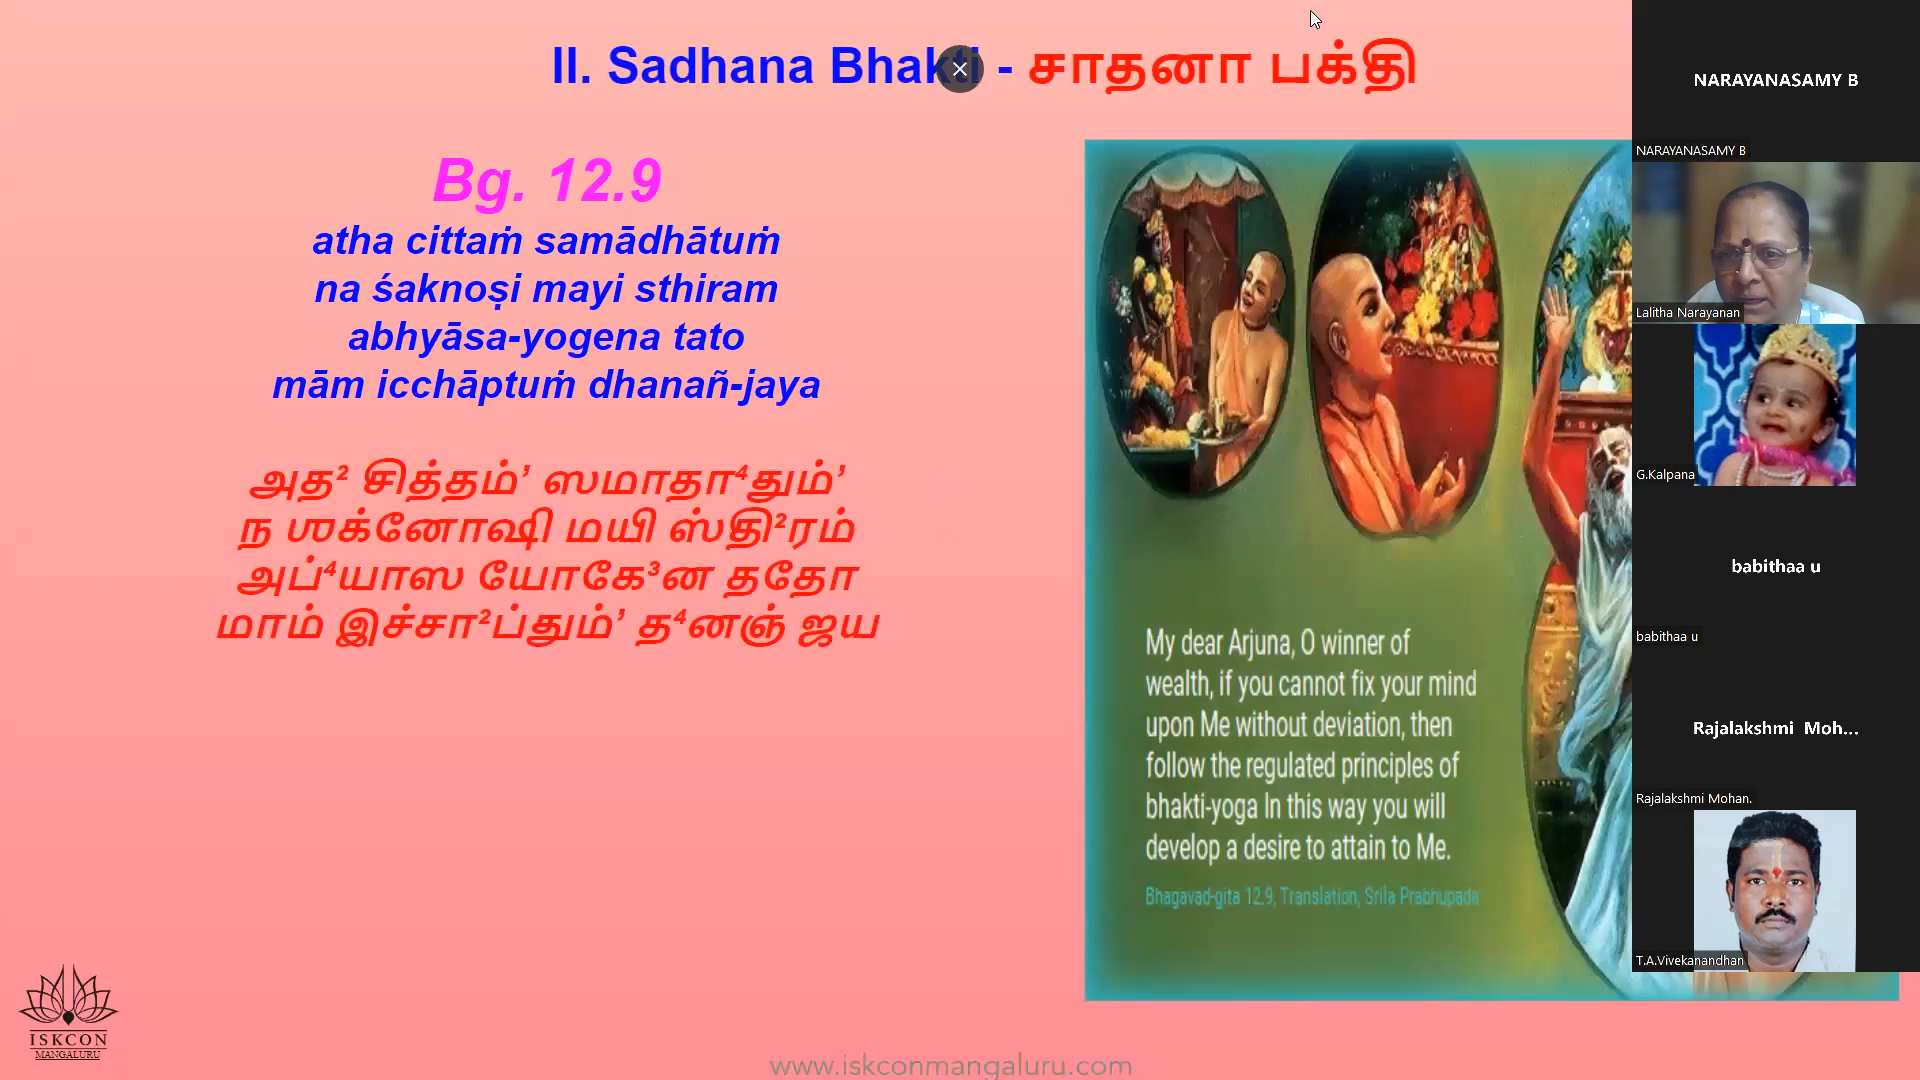 II. Sadhana Bhakti - சாதனா பக்தி
Bg. 12.9
atha cittaṁ samādhātuṁ
na śaknoṣi mayi sthiram
abhyāsa-yogena tato
mām icchāptuṁ dhanañ-jaya
அத² சித்தம்ʼ ஸமாதா⁴தும்ʼ
ந ஶக்னோஷி மயி ஸ்தி²ரம்
அப்⁴யாஸ யோகே³ன ததோ
மாம் இச்சா²ப்தும்ʼ த⁴னஞ் ஜய
My dear Arjuna, O winner of
wealth, if you cannot fix your mind
upon Me without deviation, then
follow the regulated principles of
bhakti-yoga In this way you will
develop a desire to attain to Me.
Bhagavad-gita 12.9, Translation, Srila Prabhupada
NARAYANASAMY B
NARAYANASAMY B
Lalitha Narayanan
G.Kalpana
babithaa u
babithaa u
Rajalakshmi Moh...
Rajalakshmi Mohan.
T.A.Vivekanandhan
ISKCON
MANGALURU
www.iskconmangaluru.com